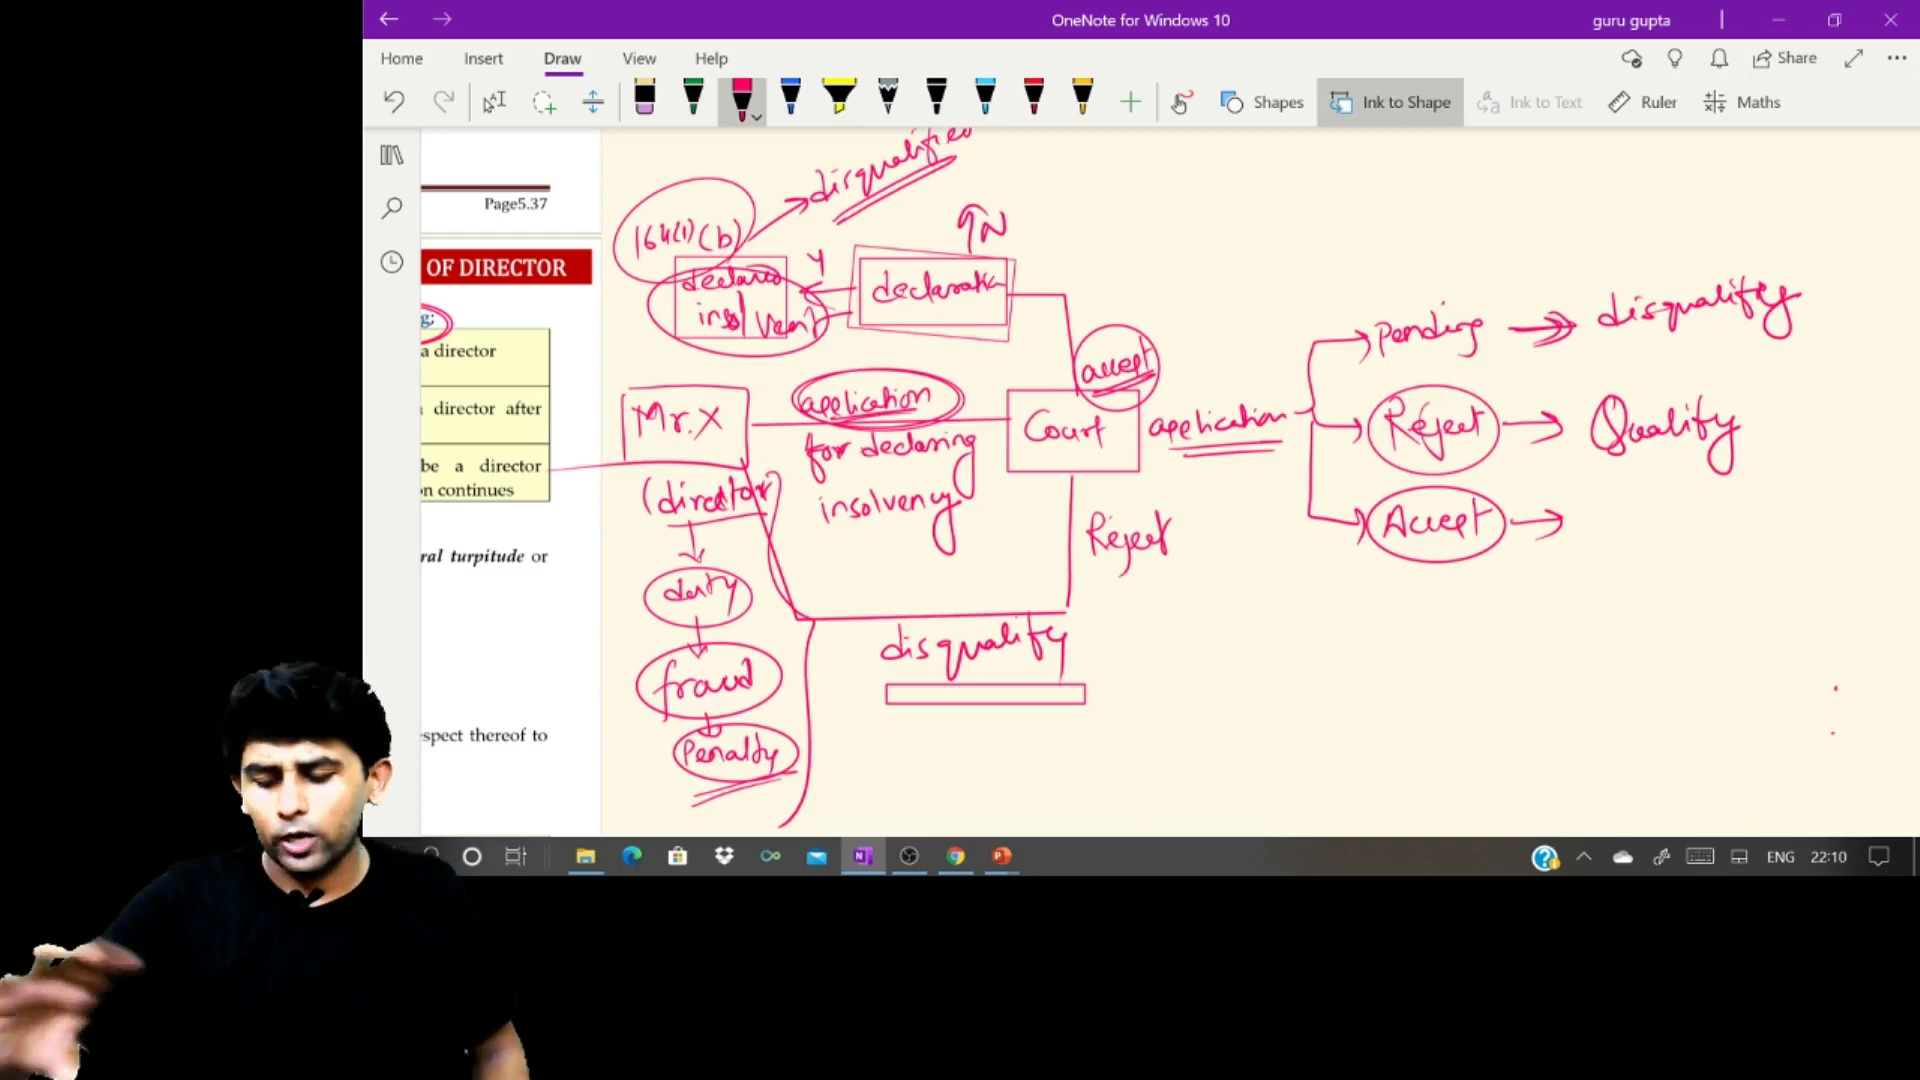 OneNote for Windows 10
guru gupta
Home Insert Draw View Help
Share
Shapes
Ink to Shape
Ink to Text
Ruler
Maths
Page5.37
OF DIRECTOR
g:
a director
director after
be a director
on continues
ral turpitude or
spect thereof to
disqualified
164(1) (b)
declared
insolvent
Y
declaration
N
accept
Mr. X
application
for declaring
insolvency
Court
application
Pending
disqualify
Reject
Qualify
Accept
(director)
duty
fraud
Penalty
Reject
disqualify
ENG 22:10